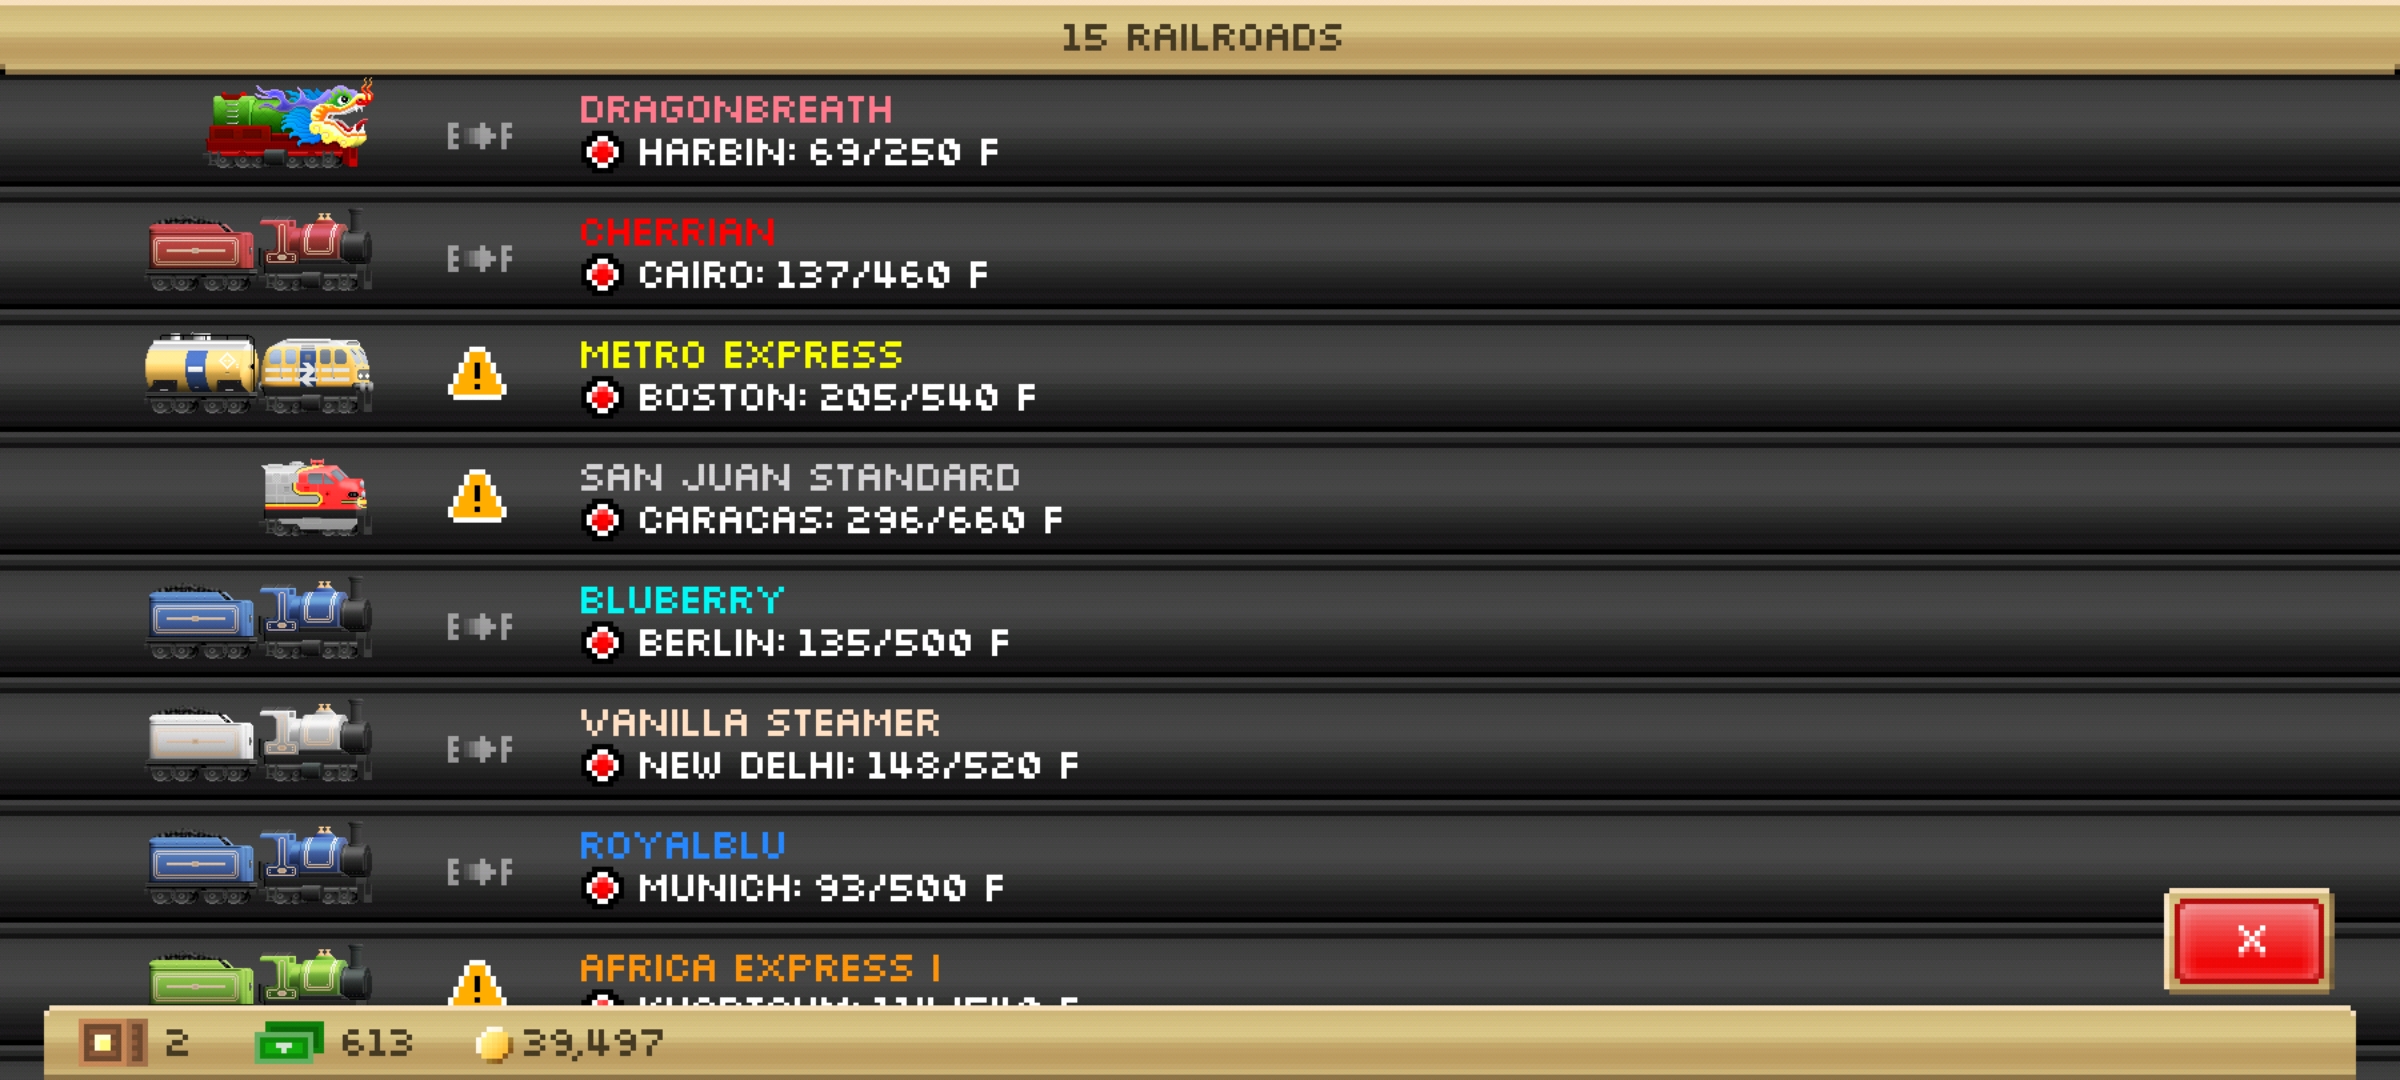 15 RAILROADS
E F
DRAGONBREATH
HARBIN: 69/250 F
E F
CHERRIAN
CAIRO: 137/460 F
METRO EXPRESS
BOSTON: 205/540 F
SAN JUAN STANDARD
CARACAS: 296/660 F
E F
BLUBERRY
BERLIN: 135/500 F
E F
VANILLA STEAMER
NEW DELHI: 148/520 F
E F
ROYALBLU
MUNICH: 93/500 F
AFRICA EXPRESS I
X
2 613 39,497